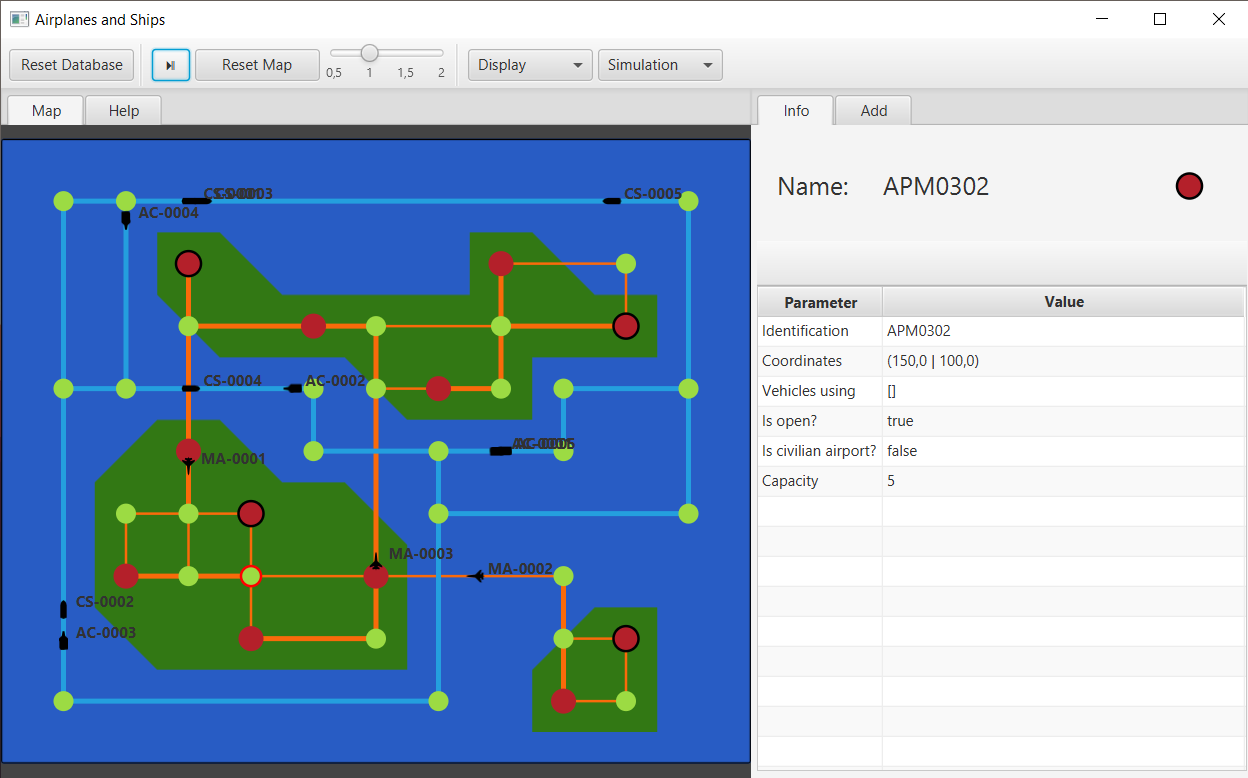 Airplanes and Ships
Reset Database
Reset Map
0,5 1 1,5 2
Display
Simulation
Map
Help
Info
Add
CS-0003
CS-0005
AC-0004
CS-0004
AC-0002
MA-0001
MA-0003
MA-0002
CS-0002
AC-0003
Name: APM0302
Parameter Value
Identification APM0302
Coordinates (150,0 | 100,0)
Vehicles using []
Is open? true
Is civilian airport? false
Capacity 5